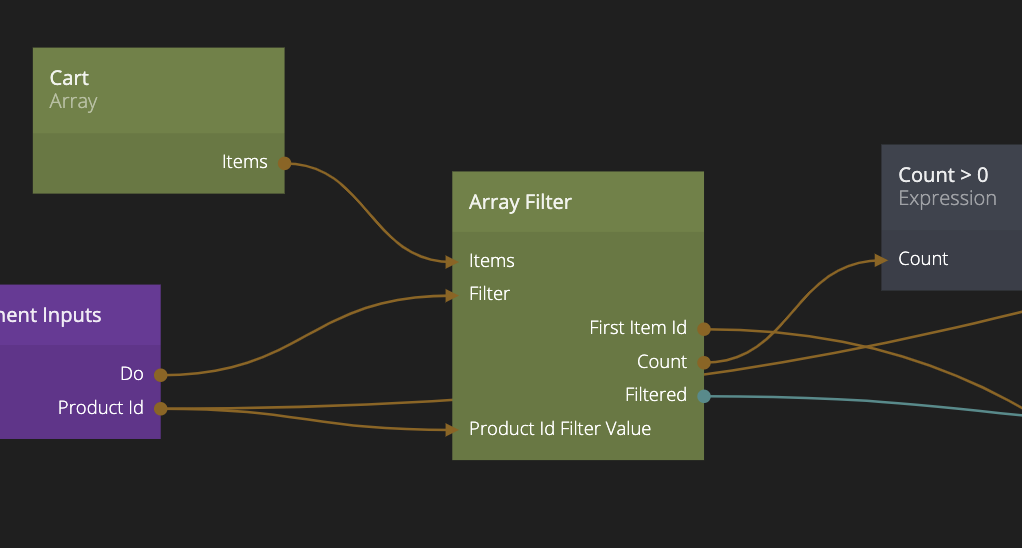 Cart
Array
Items
Array Filter
Items
Filter
First Item Id
Count
Filtered
Product Id Filter Value
Count > 0
Expression
Count
Inputs
Do
Product Id